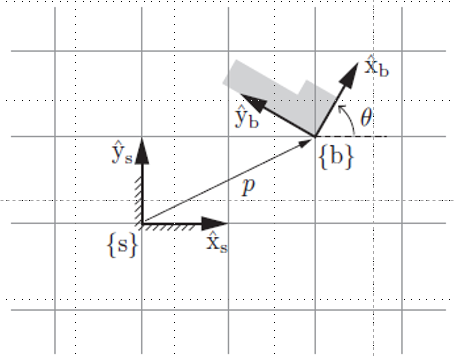 x̂b
θ
ŷb
{b}
ŷs
p
{s}
x̂s